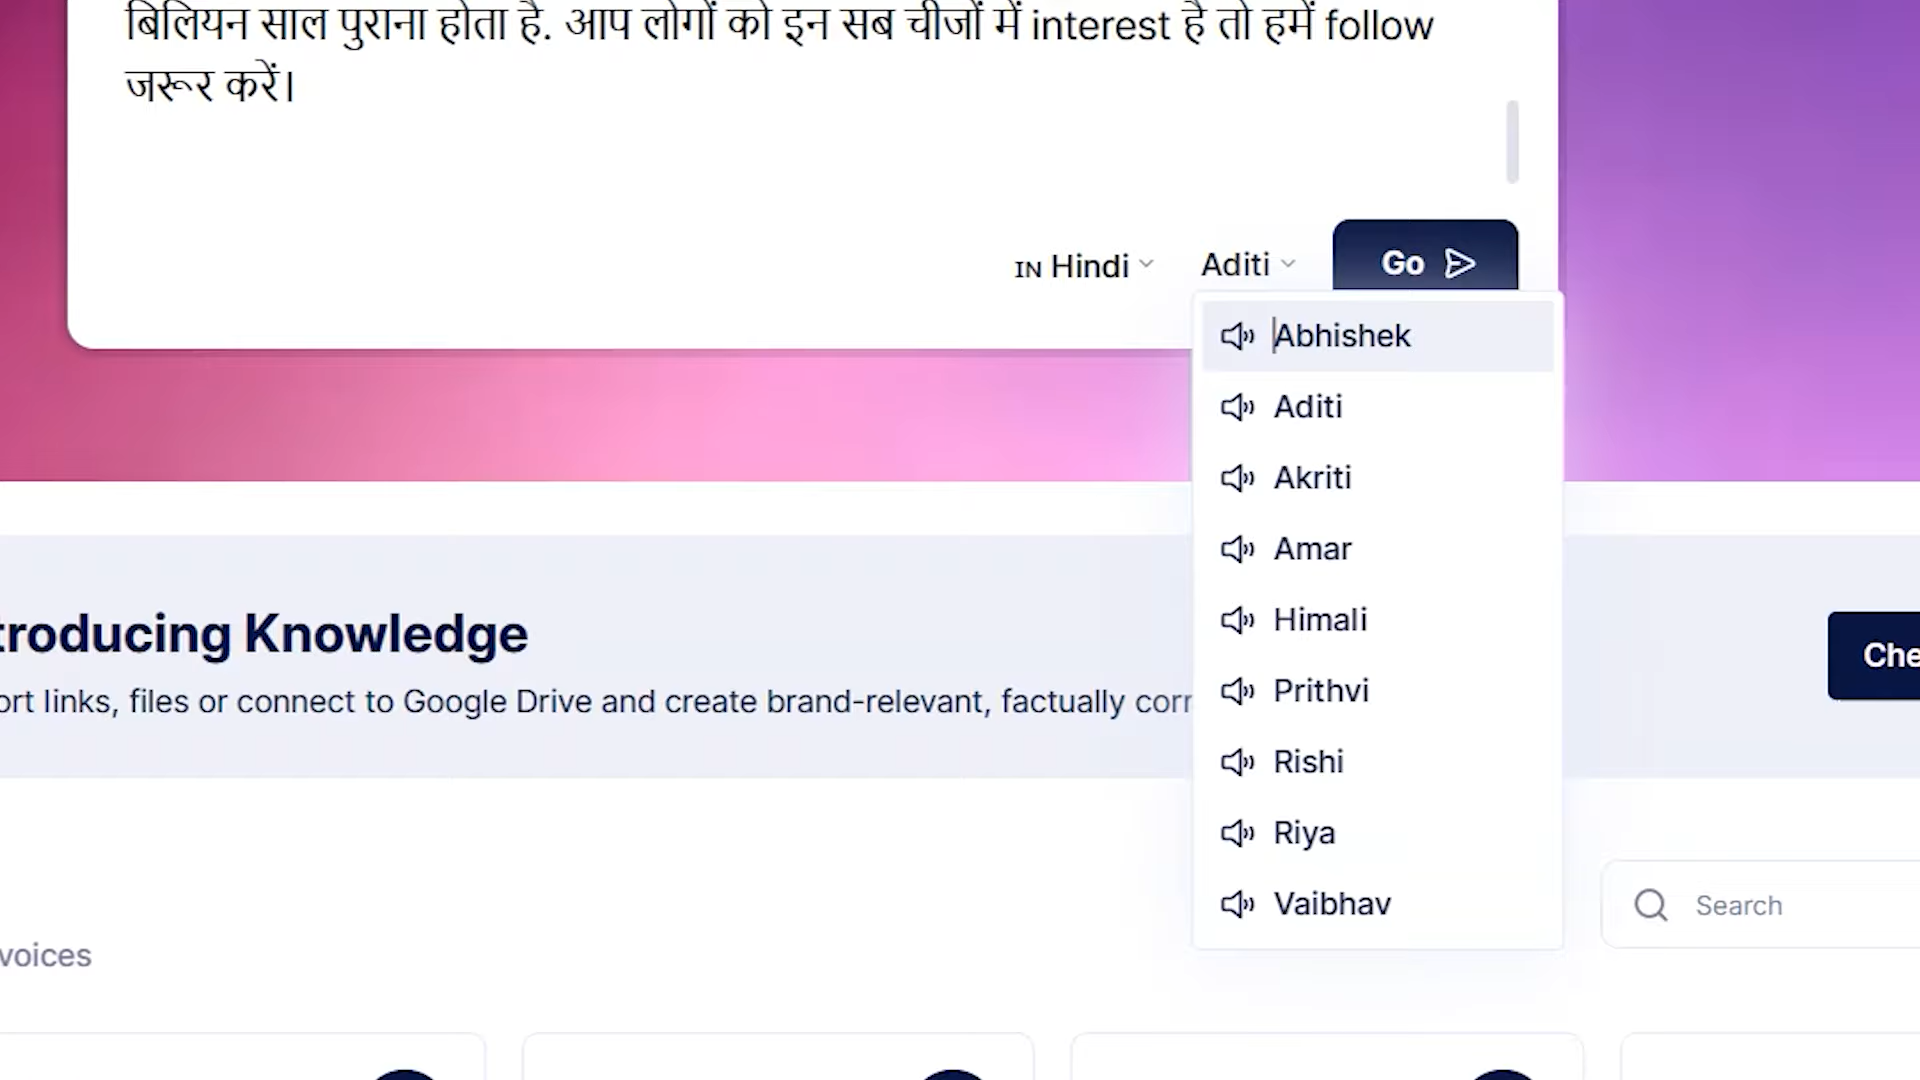 बिलियन साल पुराना होता है. आप लोगों को इन सब चीजों में interest है तो हमें follow
जरूर करें।
IN Hindi
Aditi
Go
Abhishek
Aditi
Akriti
Amar
Himali
Prithvi
Rishi
Riya
Vaibhav
troducing Knowledge
ort links, files or connect to Google Drive and create brand-relevant, factually corr
Che
Search
voices